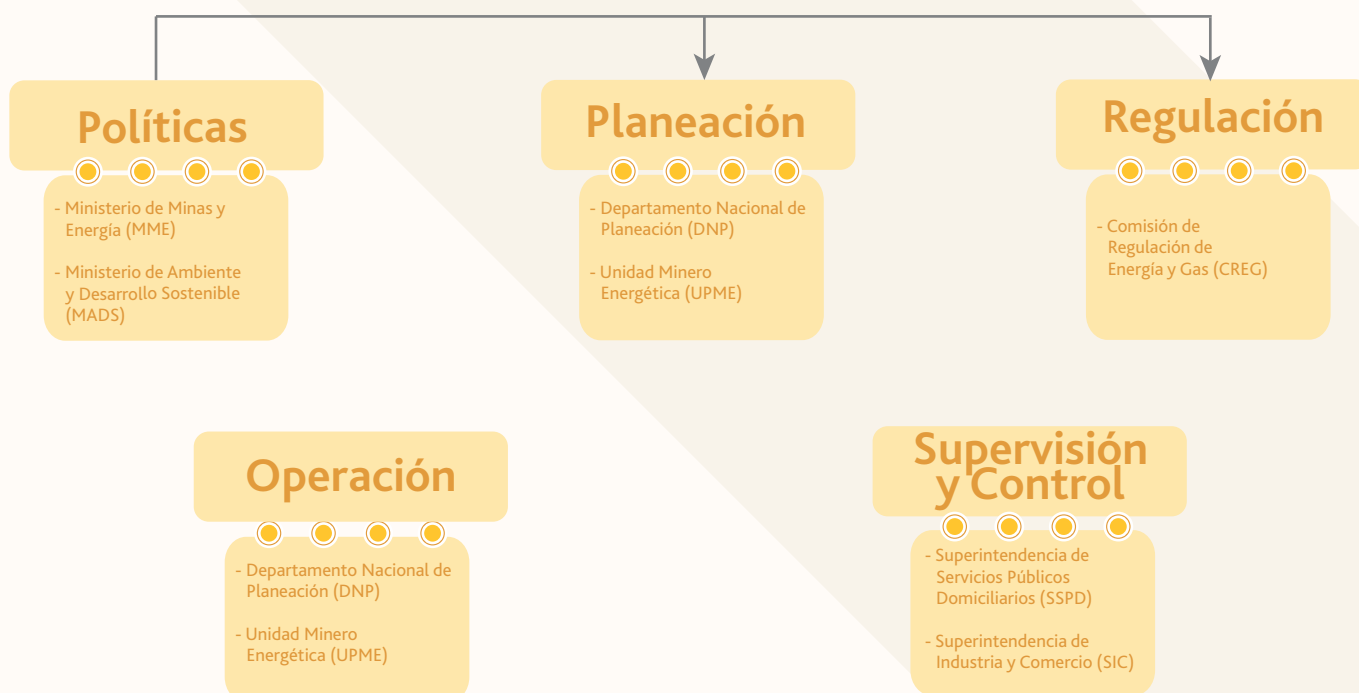 Políticas
- Ministerio de Minas y
Energía (MME)
- Ministerio de Ambiente
y Desarrollo Sostenible
(MADS)
Planeación
- Departamento Nacional de
Planeación (DNP)
- Unidad Minero
Energética (UPME)
Regulación
- Comisión de
Regulación de
Energía y Gas (CREG)
Operación
- Departamento Nacional de
Planeación (DNP)
- Unidad Minero
Energética (UPME)
Supervisión
y Control
- Superintendencia de
Servicios Públicos
Domiciliarios (SSPD)
- Superintendencia de
Industria y Comercio (SIC)